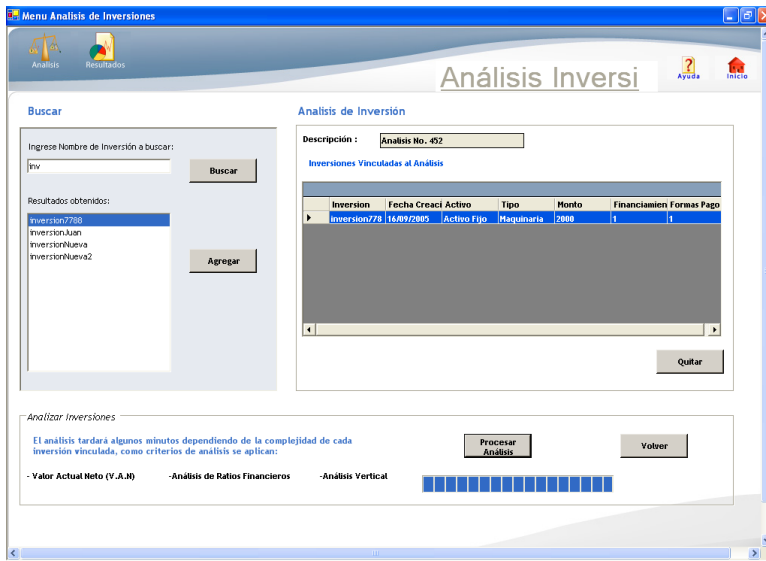 Menu Analisis de Inversiones
Analisis
Resultados
Análisis Inversi
Ayuda
Inicio
Buscar
Ingrese Nombre de Inversión a buscar:
inv
Buscar
Resultados obtenidos:
inversion7788
inversionJuan
inversionNueva
inversionNueva2
Agregar
Analisis de Inversión
Descripción :
Analisis No. 452
Inversiones Vinculadas al Análisis
Inversion Fecha Creaci Activo Tipo Monto Financiamien Formas Pago
inversion778 16/09/2005 Activo Fijo Maquinaria 2000 1 1
Quitar
Analizar Inversiones
El análisis tardará algunos minutos dependiendo de la complejidad de cada
inversión vinculada, como criterios de análisis se aplican:
Procesar
Análisis
Volver
- Valor Actual Neto (V.A.N) -Análisis de Ratios Financieros -Análisis Vertical